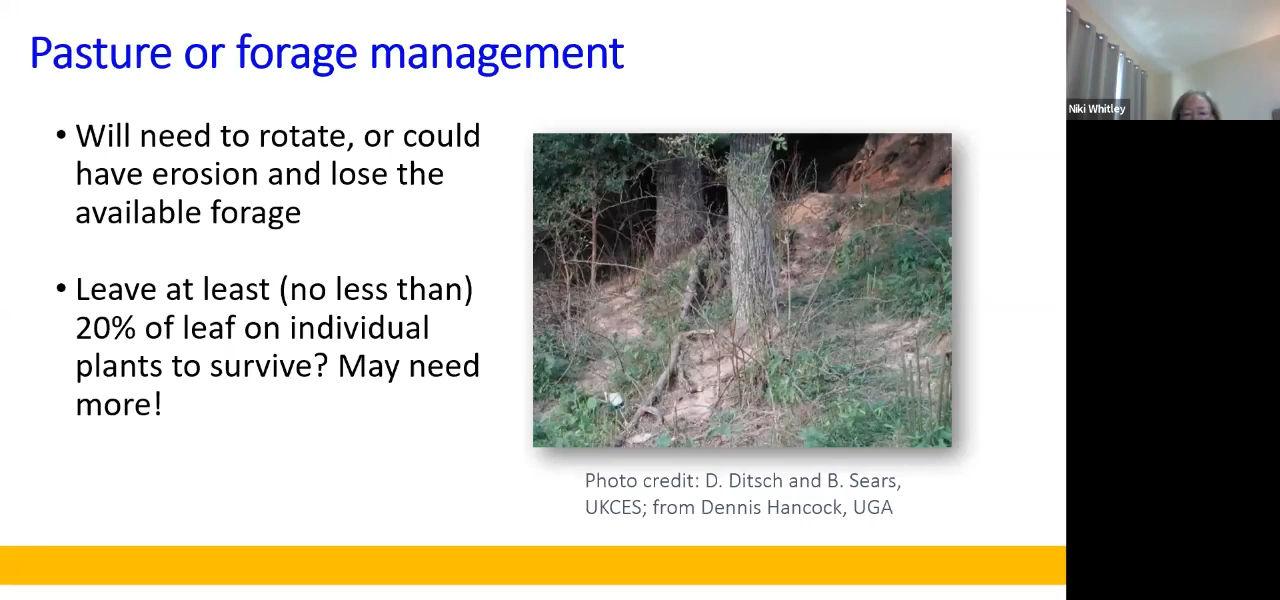 Pasture or forage management
• Will need to rotate, or could
have erosion and lose the
available forage
• Leave at least (no less than)
20% of leaf on individual
plants to survive? May need
more!
Photo credit: D. Ditsch and B. Sears,
UKCES; from Dennis Hancock, UGA
Niki Whitley